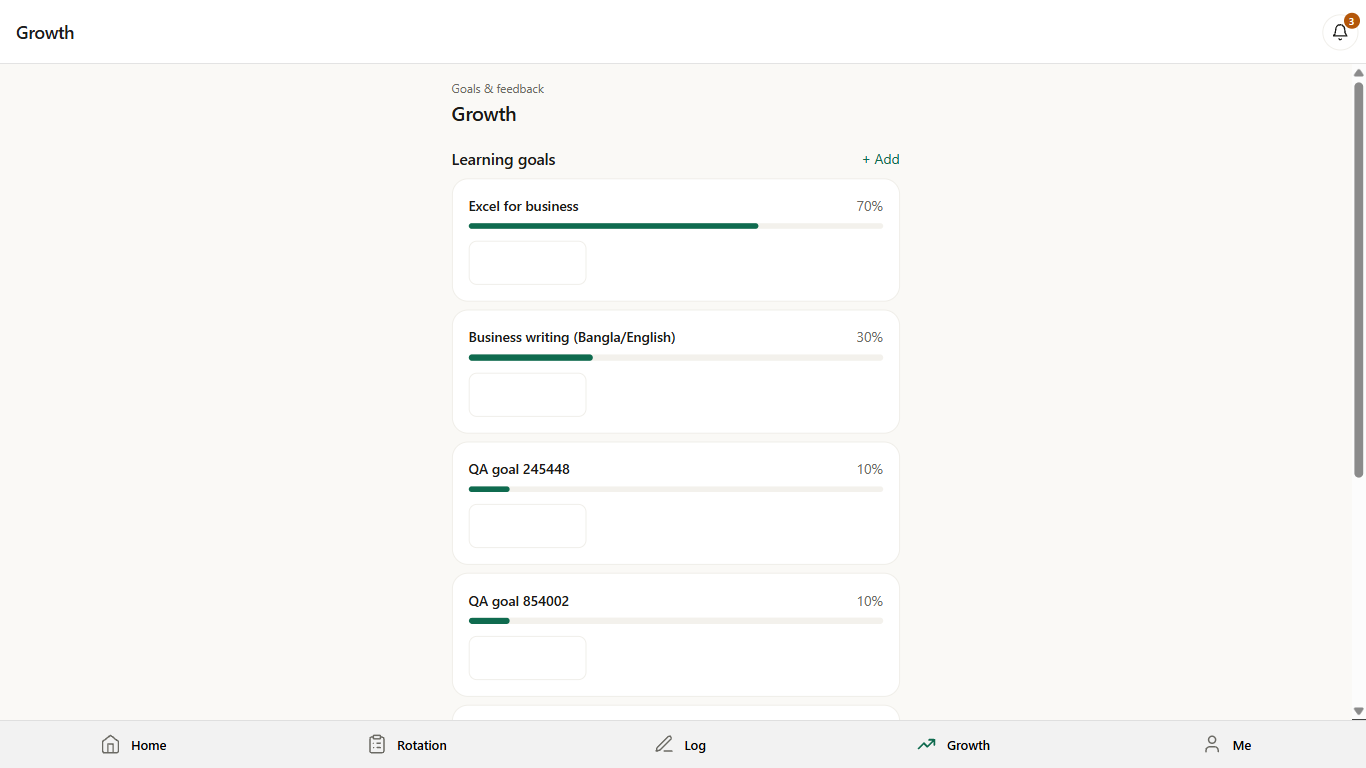 Growth
3
Goals & feedback
Growth
Learning goals
+ Add
Excel for business
70%
Business writing (Bangla/English)
30%
QA goal 245448
10%
QA goal 854002
10%
Home
Rotation
Log
Growth
Me